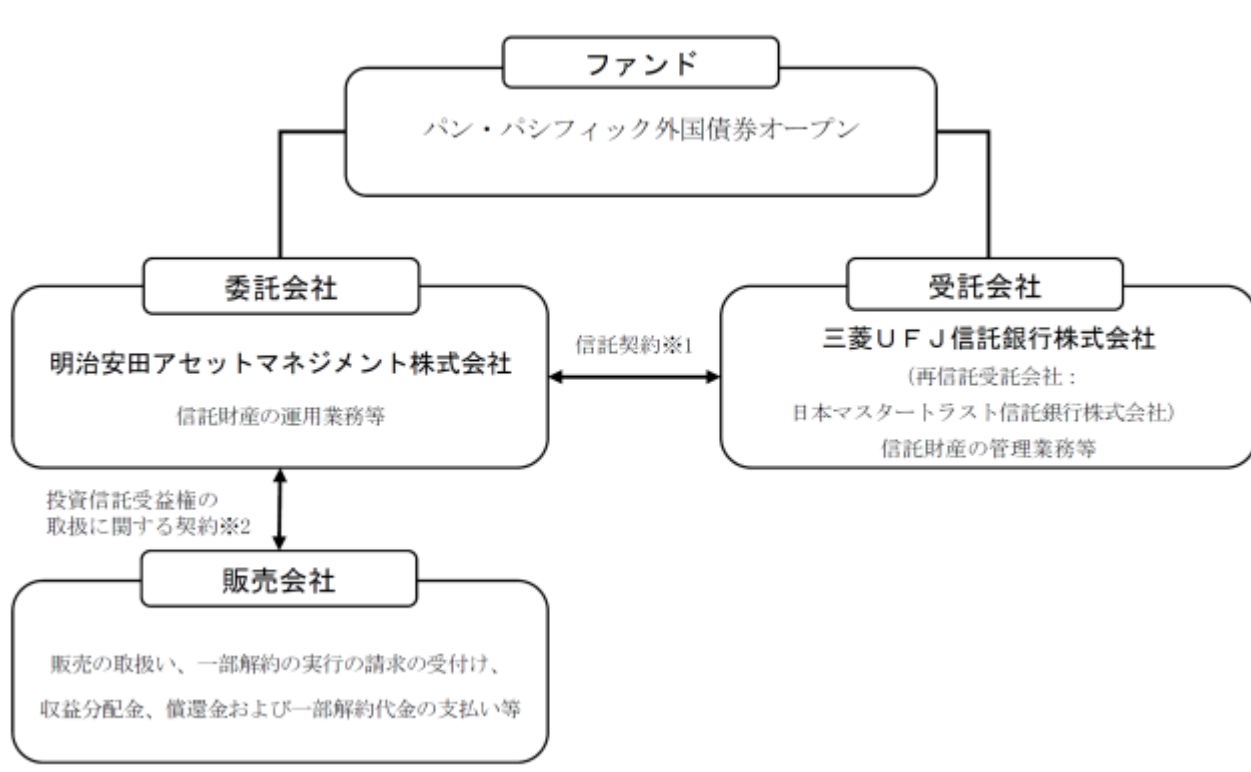 ファンド
パン・パシフィック外国債券オープン
委託会社
明治安田アセットマネジメント株式会社
信託財産の運用業務等
信託契約※1
受託会社
三菱ＵＦＪ信託銀行株式会社
（再信託受託会社：
日本マスタートラスト信託銀行株式会社）
信託財産の管理業務等
投資信託受益権の
取扱に関する契約※2
販売会社
販売の取扱い、一部解約の実行の請求の受付け、
収益分配金、償還金および一部解約代金の支払い等